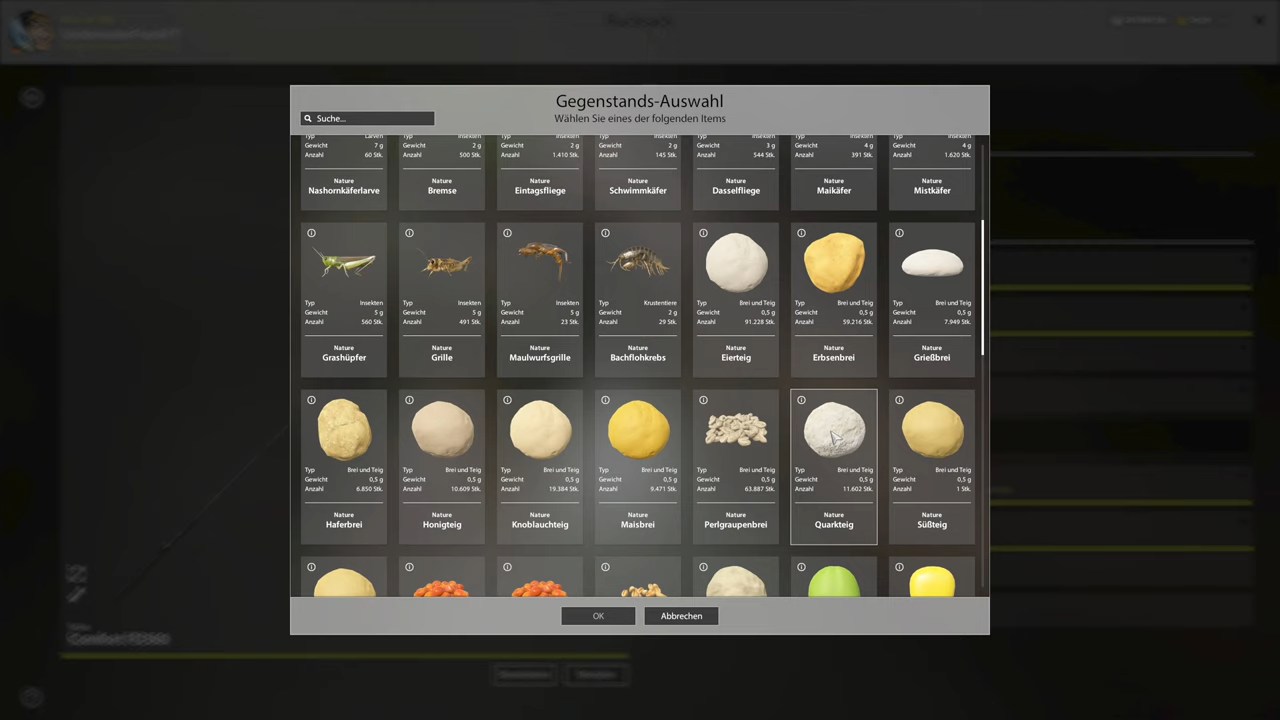 Gegenstands-Auswahl
Wählen Sie eines der folgenden Items
Suche...
Typ Larven
Gewicht 7 g
Anzahl 60 Stk.
Nature
Nashornkäferlarve
Typ Insekten
Gewicht 2 g
Anzahl 500 Stk.
Nature
Bremse
Typ Insekten
Gewicht 2 g
Anzahl 1.410 Stk.
Nature
Eintagsfliege
Typ Insekten
Gewicht 2 g
Anzahl 145 Stk.
Nature
Schwimmkäfer
Typ Insekten
Gewicht 3 g
Anzahl 544 Stk.
Nature
Dasselfliege
Typ Insekten
Gewicht 4 g
Anzahl 391 Stk.
Nature
Maikäfer
Typ Insekten
Gewicht 4 g
Anzahl 1.620 Stk.
Nature
Mistkäfer
Typ Insekten
Gewicht 5 g
Anzahl 560 Stk.
Nature
Grashüpfer
Typ Insekten
Gewicht 5 g
Anzahl 491 Stk.
Nature
Grille
Typ Insekten
Gewicht 5 g
Anzahl 23 Stk.
Nature
Maulwurfsgrille
Typ Krustentiere
Gewicht 2 g
Anzahl 29 Stk.
Nature
Bachflohkrebs
Typ Brei und Teig
Gewicht 0,5 g
Anzahl 91.228 Stk.
Nature
Eierteig
Typ Brei und Teig
Gewicht 0,5 g
Anzahl 59.216 Stk.
Nature
Erbsenbrei
Typ Brei und Teig
Gewicht 0,5 g
Anzahl 7.949 Stk.
Nature
Grießbrei
Typ Brei und Teig
Gewicht 0,5 g
Anzahl 6.850 Stk.
Nature
Haferbrei
Typ Brei und Teig
Gewicht 0,5 g
Anzahl 10.609 Stk.
Nature
Honigteig
Typ Brei und Teig
Gewicht 0,5 g
Anzahl 19.384 Stk.
Nature
Knoblauchteig
Typ Brei und Teig
Gewicht 0,5 g
Anzahl 9.471 Stk.
Nature
Maisbrei
Typ Brei und Teig
Gewicht 0,5 g
Anzahl 63.887 Stk.
Nature
Perlgraupenbrei
Typ Brei und Teig
Gewicht 0,5 g
Anzahl 11.602 Stk.
Nature
Quarkteig
Typ Brei und Teig
Gewicht 0,5 g
Anzahl 1 Stk.
Nature
Süßteig
OK
Abbrechen